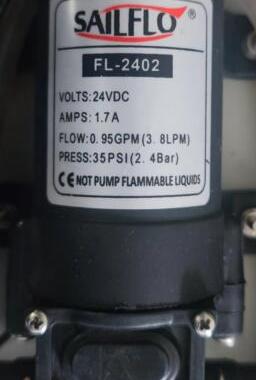 SAILFLO®
FL-2402
VOLTS:24VDC
AMPS:1.7A
FLOW:0.95GPM(3.8LPM)
PRESS:35PSI(2.4Bar)
CE NOT PUMP FLAMMABLE LIQUIDS